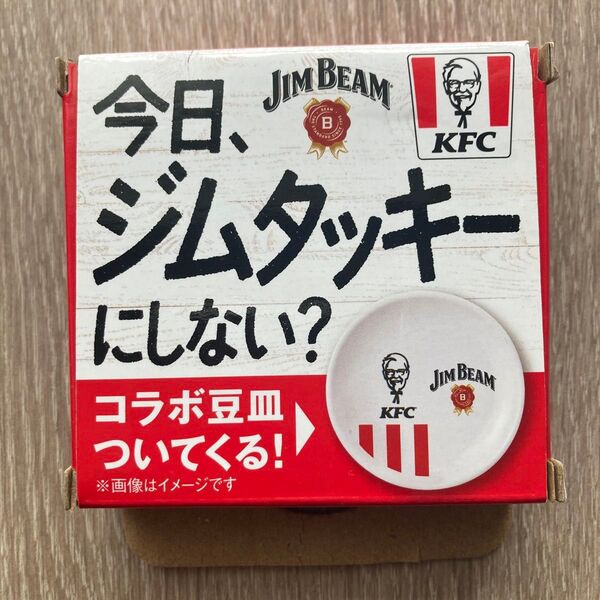 JIM BEAM
B
KFC
今日、
ジムタッキー
にしない?
コラボ豆皿
ついてくる!
※画像はイメージです
KFC
JIM BEAM
B